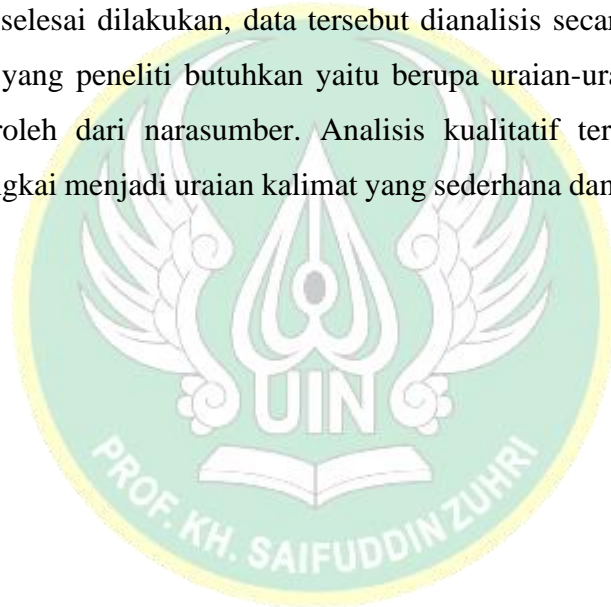 selesai dilakukan, data tersebut dianalisis secar
yang peneliti butuhkan yaitu berupa uraian-ura
roleh dari narasumber. Analisis kualitatif ter
ngkai menjadi uraian kalimat yang sederhana dan
UIN
PROF. KH. SAIFUDDIN ZUHRI